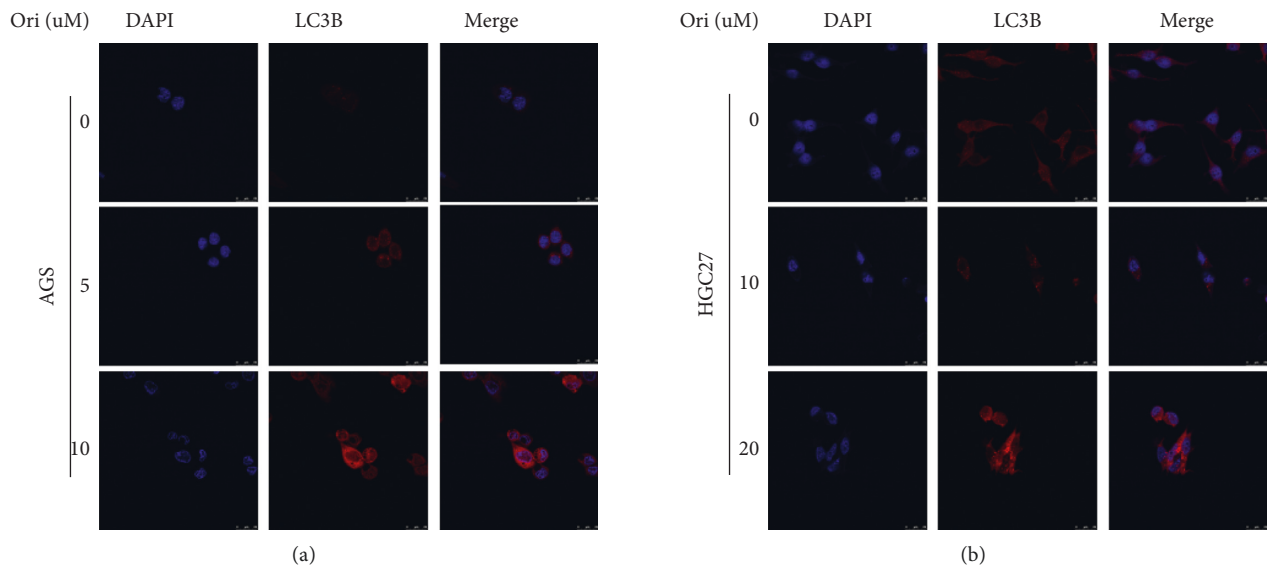 Ori (uM) DAPI LC3B Merge
0
5
10
AGS
(a)
Ori (uM) DAPI LC3B Merge
0
10
20
HGC27
(b)